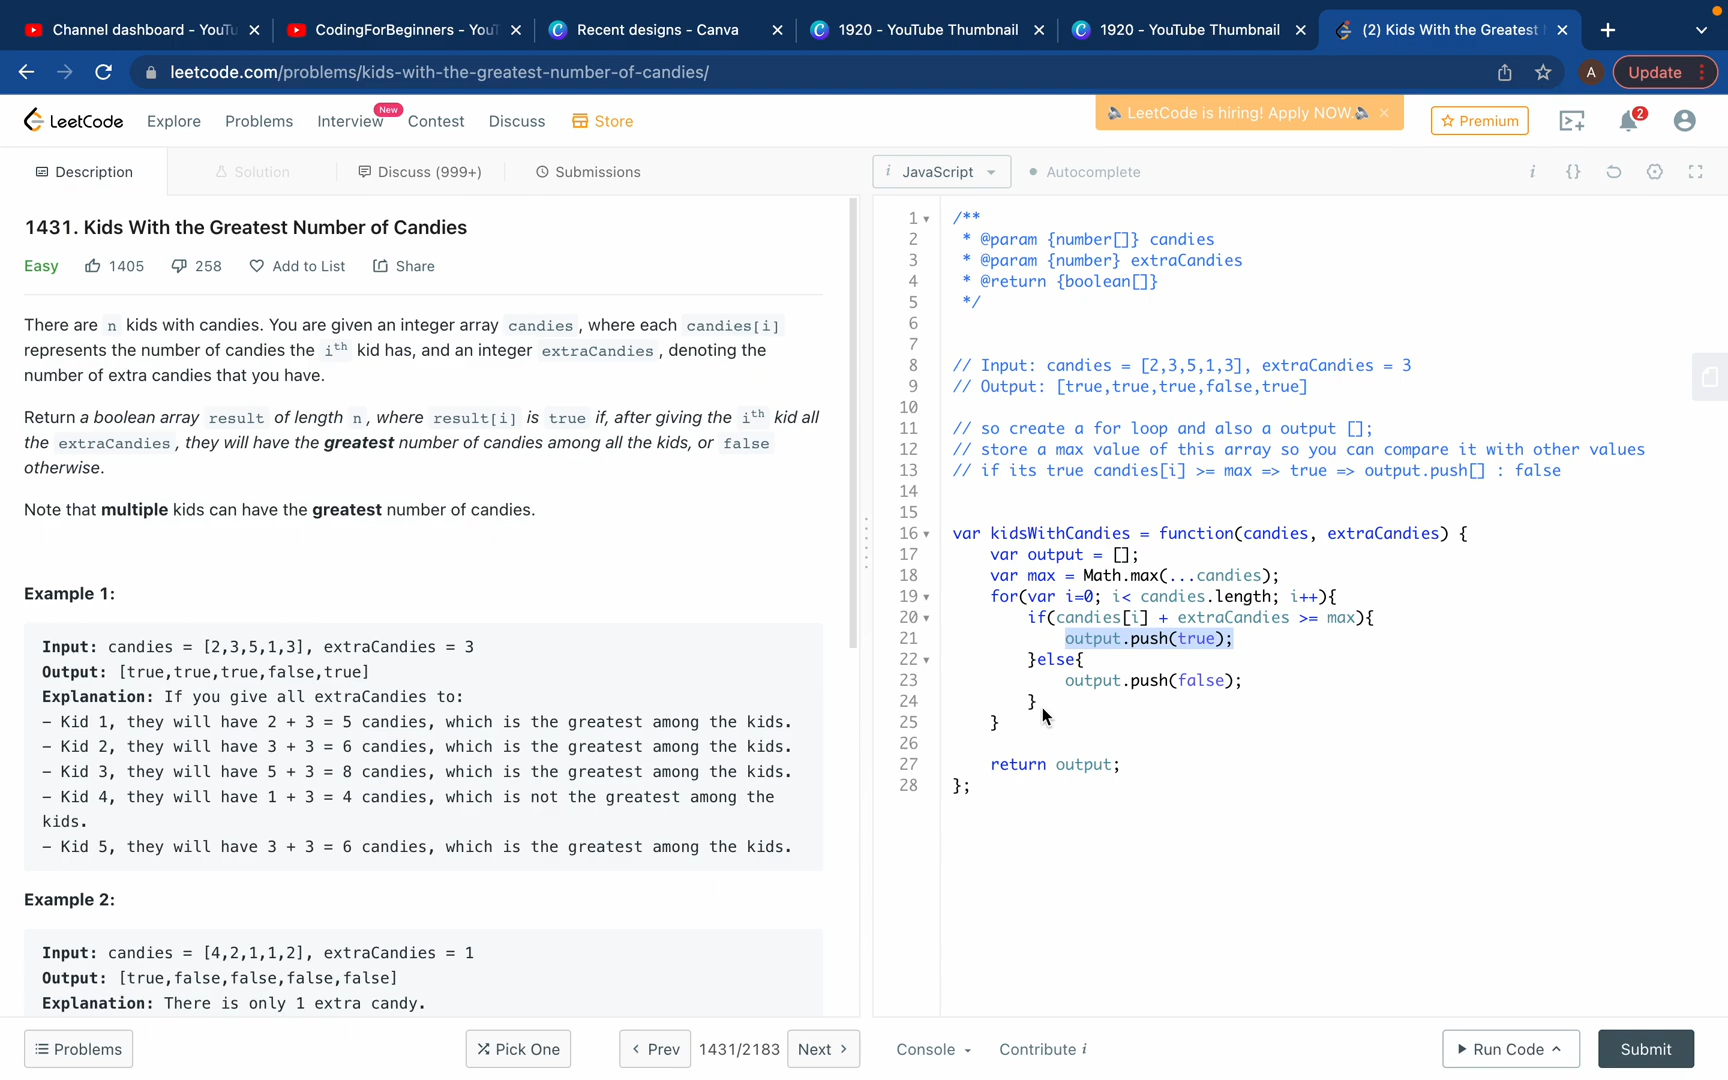 Channel dashboard - YouTu
CodingForBeginners - YouT
Recent designs - Canva
1920 - YouTube Thumbnail
1920 - YouTube Thumbnail
(2) Kids With the Greatest
leetcode.com/problems/kids-with-the-greatest-number-of-candies/
A
Update
LeetCode
Explore
Problems
Interview
New
Contest
Discuss
Store
LeetCode is hiring! Apply NOW.
Premium
2
Description
Solution
Discuss (999+)
Submissions
i JavaScript
Autocomplete
i {}
1431. Kids With the Greatest Number of Candies
Easy 1405 258 Add to List Share
There are n kids with candies. You are given an integer array candies, where each candies[i]
represents the number of candies the ith kid has, and an integer extraCandies, denoting the
number of extra candies that you have.
Return a boolean array result of length n, where result[i] is true if, after giving the ith kid all
the extraCandies, they will have the greatest number of candies among all the kids, or false
otherwise.
Note that multiple kids can have the greatest number of candies.
Example 1:
Input: candies = [2,3,5,1,3], extraCandies = 3
Output: [true,true,true,false,true]
Explanation: If you give all extraCandies to:
- Kid 1, they will have 2 + 3 = 5 candies, which is the greatest among the kids.
- Kid 2, they will have 3 + 3 = 6 candies, which is the greatest among the kids.
- Kid 3, they will have 5 + 3 = 8 candies, which is the greatest among the kids.
- Kid 4, they will have 1 + 3 = 4 candies, which is not the greatest among the
kids.
- Kid 5, they will have 3 + 3 = 6 candies, which is the greatest among the kids.
Example 2:
Input: candies = [4,2,1,1,2], extraCandies = 1
Output: [true,false,false,false,false]
Explanation: There is only 1 extra candy.
1 /**
2 * @param {number[]} candies
3 * @param {number} extraCandies
4 * @return {boolean[]}
5 */
6
7
8 // Input: candies = [2,3,5,1,3], extraCandies = 3
9 // Output: [true,true,true,false,true]
10
11 // so create a for loop and also a output [];
12 // store a max value of this array so you can compare it with other values
13 // if its true candies[i] >= max => true => output.push[] : false
14
15
16 var kidsWithCandies = function(candies, extraCandies) {
17 var output = [];
18 var max = Math.max(...candies);
19 for(var i=0; i< candies.length; i++){
20 if(candies[i] + extraCandies >= max){
21 output.push(true);
22 }else{
23 output.push(false);
24 }
25 }
26
27 return output;
28 };
Problems
Pick One
< Prev
1431/2183
Next >
Console
Contribute i
Run Code
Submit